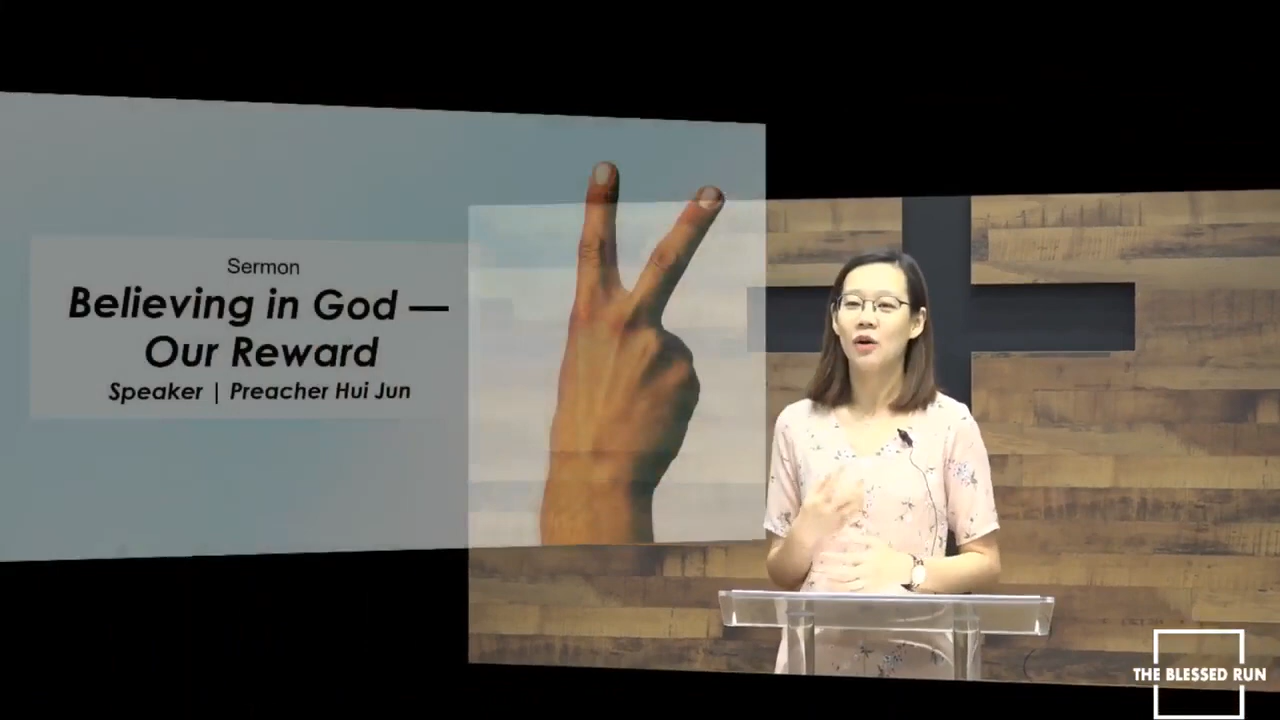 Sermon
Believing in God —
Our Reward
Speaker | Preacher Hui Jun
THE BLESSED RUN